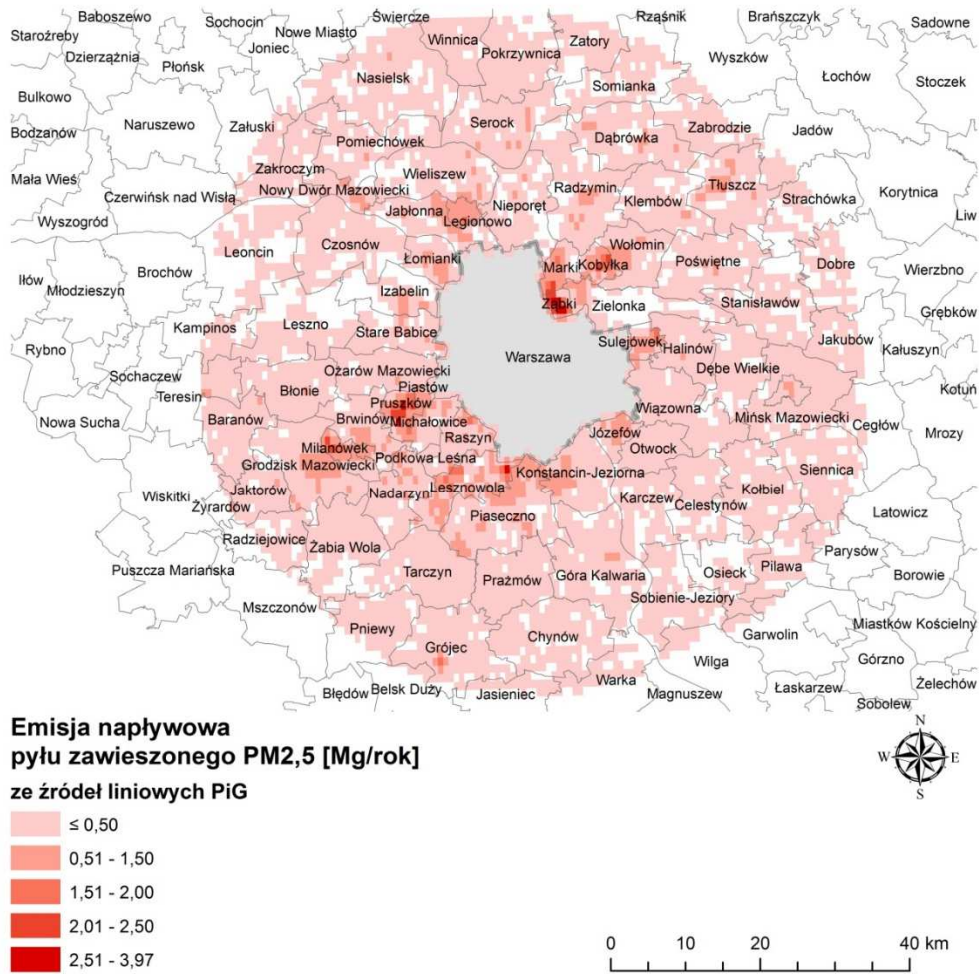 Baboszewo
Sochocin
Świercze
Rząśnik
Brańszczyk
Sadowne
Staroźreby
Nowe Miasto
Winnica
Zatory
Dzierzążnia
Joniec
Pokrzywnica
Wyszków
Płońsk
Nasielsk
Łochów
Stoczek
Somianka
Bulkowo
Naruszewo
Załuski
Serock
Zabrodzie
Bodzanów
Pomiechówek
Dąbrówka
Jadów
Zakroczym
Wieliszew
Mała Wieś
Radzymin
Tłuszcz
Nowy Dwór Mazowiecki
Czerwińsk nad Wisłą
Klembów
Strachówka
Korytnica
Jabłonna
Nieporęt
Wyszogród
Legionowo
Liw
Czosnów
Wołomin
Leoncin
Łomianki
Marki
Kobyłka
Poświętne
Dobre
Brochów
Wierzbno
Iłów
Młodzieszyn
Izabelin
Ząbki
Zielonka
Stanisławów
Grębków
Leszno
Kampinos
Stare Babice
Sulejówek
Jakubów
Kałuszyn
Rybno
Halinów
Warszawa
Sochaczew
Ożarów Mazowiecki
Dębe Wielkie
Teresin
Błonie
Piastów
Kotuń
Pruszków
Wiązowna
Nowa Sucha
Baranów
Brwinów
Michałowice
Mińsk Mazowiecki
Cegłów
Józefów
Mrozy
Raszyn
Milanówek
Otwock
Podkowa Leśna
Grodzisk Mazowiecki
Konstancin-Jeziorna
Siennica
Lesznowola
Jaktorów
Nadarzyn
Kołbiel
Wiskitki
Karczew
Celestynów
Żyrardów
Piaseczno
Latowicz
Radziejowice
Żabia Wola
Parysów
Puszcza Mariańska
Tarczyn
Prażmów
Góra Kalwaria
Osieck
Pilawa
Borowie
Sobienie-Jeziory
Mszczonów
Pniewy
Chynów
Garwolin
Miastków Kościelny
Grójec
Wilga
Górzno
Błędów
Belsk Duży
Jasieniec
Warka
Magnuszew
Łaskarzew
Żelechów
Sobolew
Emisja napływowa
pyłu zawieszonego PM2,5 [Mg/rok]
ze źródeł liniowych PiG
≤ 0,50
0,51 - 1,50
1,51 - 2,00
2,01 - 2,50
2,51 - 3,97
N
W E
S
0 10 20 40 km